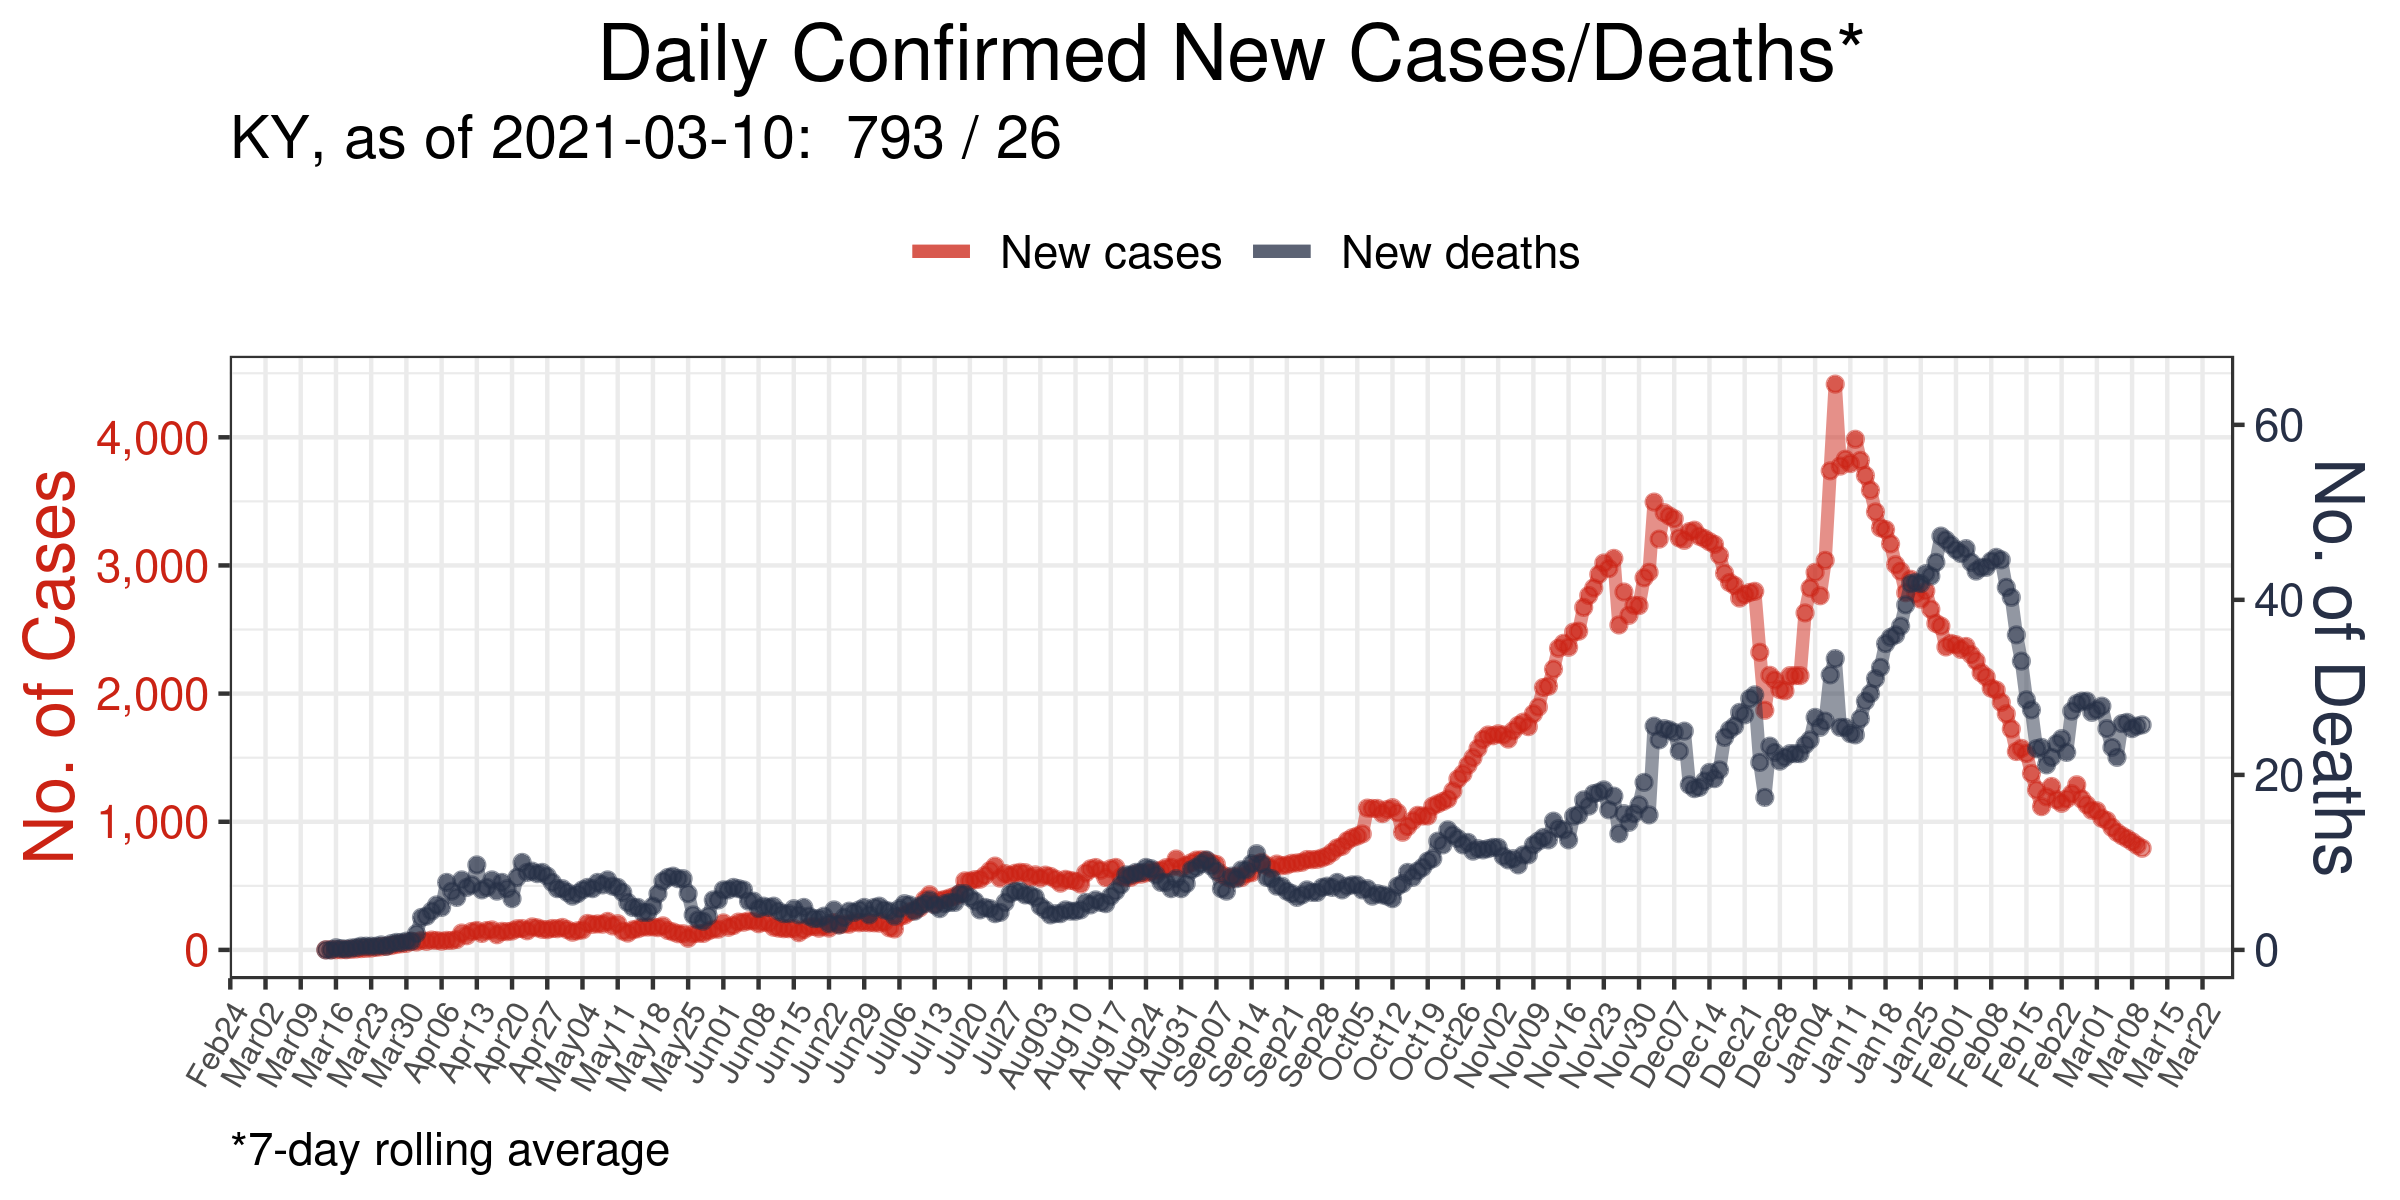 Daily Confirmed New Cases/Deaths*
KY, as of 2021-03-10:  793 / 26
New cases
New deaths
No. of Cases
4,000
3,000
2,000
1,000
0
60
40
20
0
No. of Deaths
Feb24
Mar02
Mar09
Mar16
Mar23
Mar30
Apr06
Apr13
Apr20
Apr27
May04
May11
May18
May25
Jun01
Jun08
Jun15
Jun22
Jun29
Jul06
Jul13
Jul20
Jul27
Aug03
Aug10
Aug17
Aug24
Aug31
Sep07
Sep14
Sep21
Sep28
Oct05
Oct12
Oct19
Oct26
Nov02
Nov09
Nov16
Nov23
Nov30
Dec07
Dec14
Dec21
Dec28
Jan04
Jan11
Jan18
Jan25
Feb01
Feb08
Feb15
Feb22
Mar01
Mar08
Mar15
Mar22
*7-day rolling average